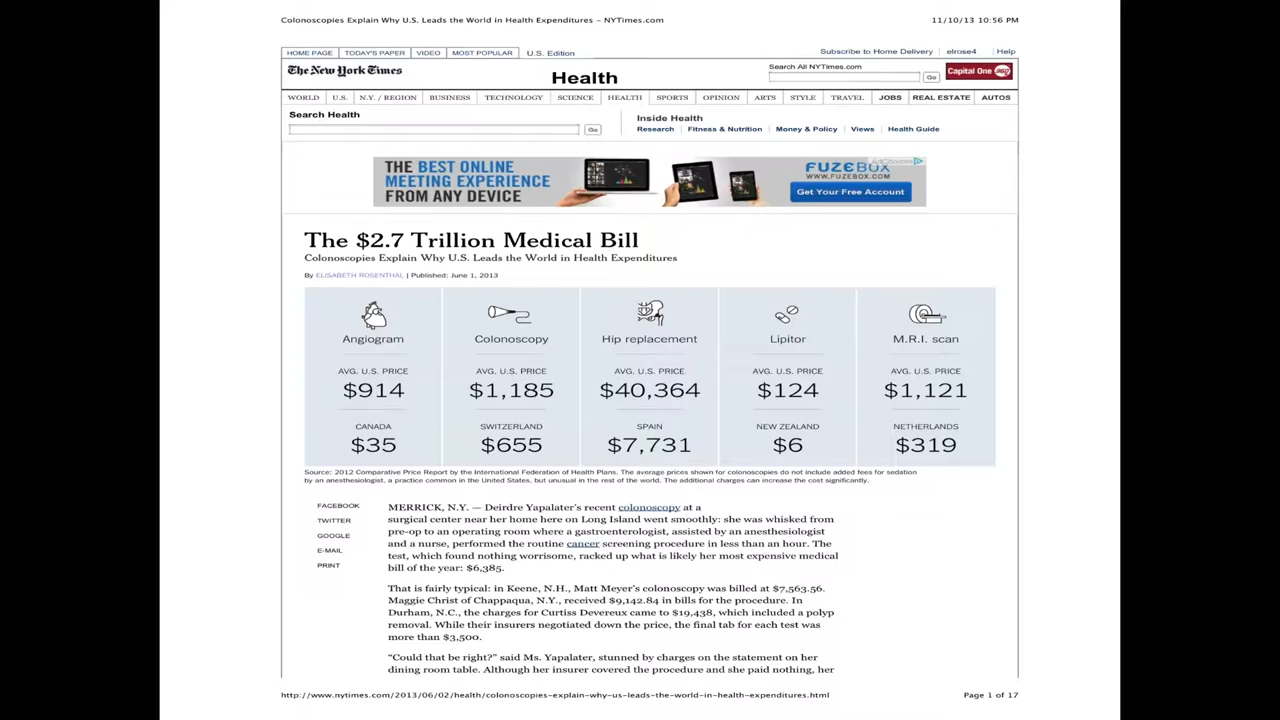 Colonoscopies Explain Why U.S. Leads the World in Health Expenditures – NYTimes.com
11/10/13 10:56 PM
HOME PAGE TODAY'S PAPER VIDEO MOST POPULAR U.S. Edition
Subscribe to Home Delivery elrose4 Help
The New York Times
Health
Search All NYTimes.com
Go
Capital One 360
WORLD U.S. N.Y. / REGION BUSINESS TECHNOLOGY SCIENCE HEALTH SPORTS OPINION ARTS STYLE TRAVEL JOBS REAL ESTATE AUTOS
Search Health
Go
Inside Health
Research Fitness & Nutrition Money & Policy Views Health Guide
THE BEST ONLINE
MEETING EXPERIENCE
FROM ANY DEVICE
FUZEBOX
WWW.FUZEBOX.COM
Get Your Free Account
AdChoices
The $2.7 Trillion Medical Bill
Colonoscopies Explain Why U.S. Leads the World in Health Expenditures
By ELISABETH ROSENTHAL | Published: June 1, 2013
Angiogram Colonoscopy Hip replacement Lipitor M.R.I. scan
AVG. U.S. PRICE AVG. U.S. PRICE AVG. U.S. PRICE AVG. U.S. PRICE AVG. U.S. PRICE
$914 $1,185 $40,364 $124 $1,121
CANADA SWITZERLAND SPAIN NEW ZEALAND NETHERLANDS
$35 $655 $7,731 $6 $319
Source: 2012 Comparative Price Report by the International Federation of Health Plans. The average prices shown for colonoscopies do not include added fees for sedation
by an anesthesiologist, a practice common in the United States, but unusual in the rest of the world. The additional charges can increase the cost significantly.
FACEBOOK
TWITTER
GOOGLE
E-MAIL
PRINT
MERRICK, N.Y. — Deirdre Yapalater's recent colonoscopy at a
surgical center near her home here on Long Island went smoothly: she was whisked from
pre-op to an operating room where a gastroenterologist, assisted by an anesthesiologist
and a nurse, performed the routine cancer screening procedure in less than an hour. The
test, which found nothing worrisome, racked up what is likely her most expensive medical
bill of the year: $6,385.
That is fairly typical: in Keene, N.H., Matt Meyer's colonoscopy was billed at $7,563.56.
Maggie Christ of Chappaqua, N.Y., received $9,142.84 in bills for the procedure. In
Durham, N.C., the charges for Curtiss Devereux came to $19,438, which included a polyp
removal. While their insurers negotiated down the price, the final tab for each test was
more than $3,500.
“Could that be right?” said Ms. Yapalater, stunned by charges on the statement on her
dining room table. Although her insurer covered the procedure and she paid nothing, her
http://www.nytimes.com/2013/06/02/health/colonoscopies-explain-why-us-leads-the-world-in-health-expenditures.html
Page 1 of 17